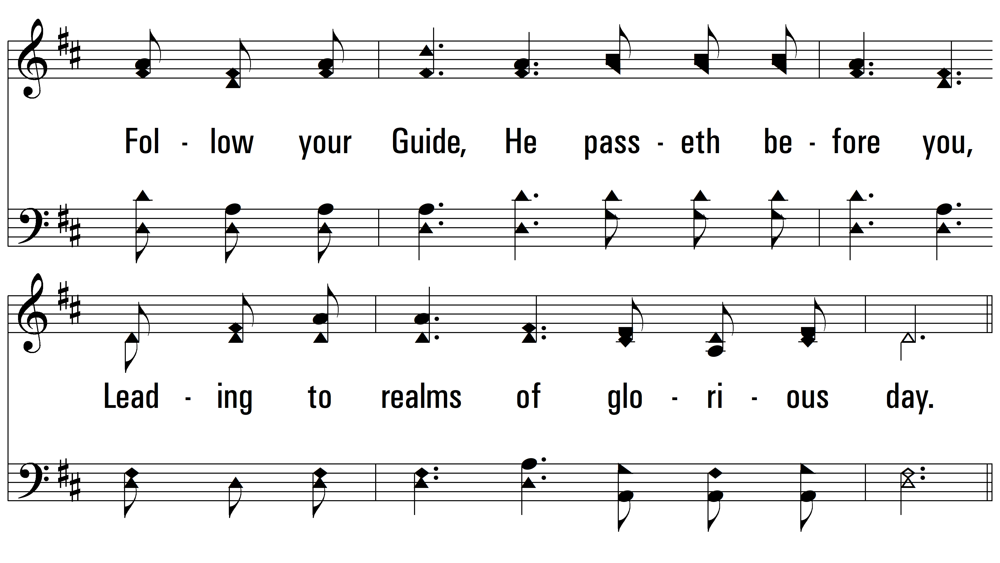 Fol - low your Guide, He pass - eth be - fore you,
Lead - ing to realms of glo - ri - ous day.